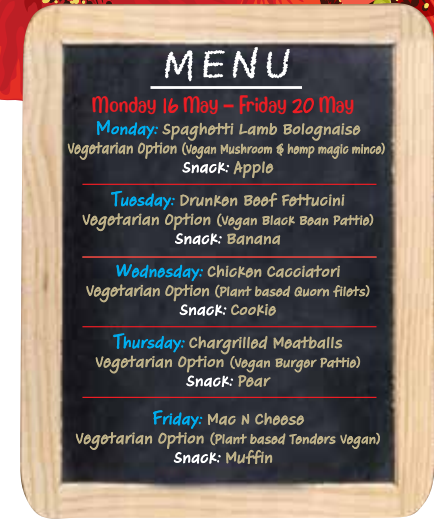 MENU
Monday 16 May – Friday 20 May
Monday: Spaghetti Lamb Bolognaise
Vegetarian Option (Vegan Mushroom & hemp magic mince)
Snack: Apple
Tuesday: Drunken Beef Fettucini
Vegetarian Option (Vegan Black Bean Pattie)
Snack: Banana
Wednesday: Chicken Cacciatori
Vegetarian Option (Plant based Quorn filets)
Snack: Cookie
Thursday: Chargrilled Meatballs
Vegetarian Option (Vegan Burger Pattie)
Snack: Pear
Friday: Mac N Cheese
Vegetarian Option (Plant based Tenders Vegan)
Snack: Muffin